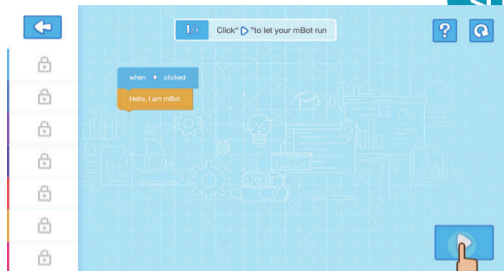 1/1 Click" ▷ "to let your mBot run
when ▶ clicked
Hello, I am mBot
?